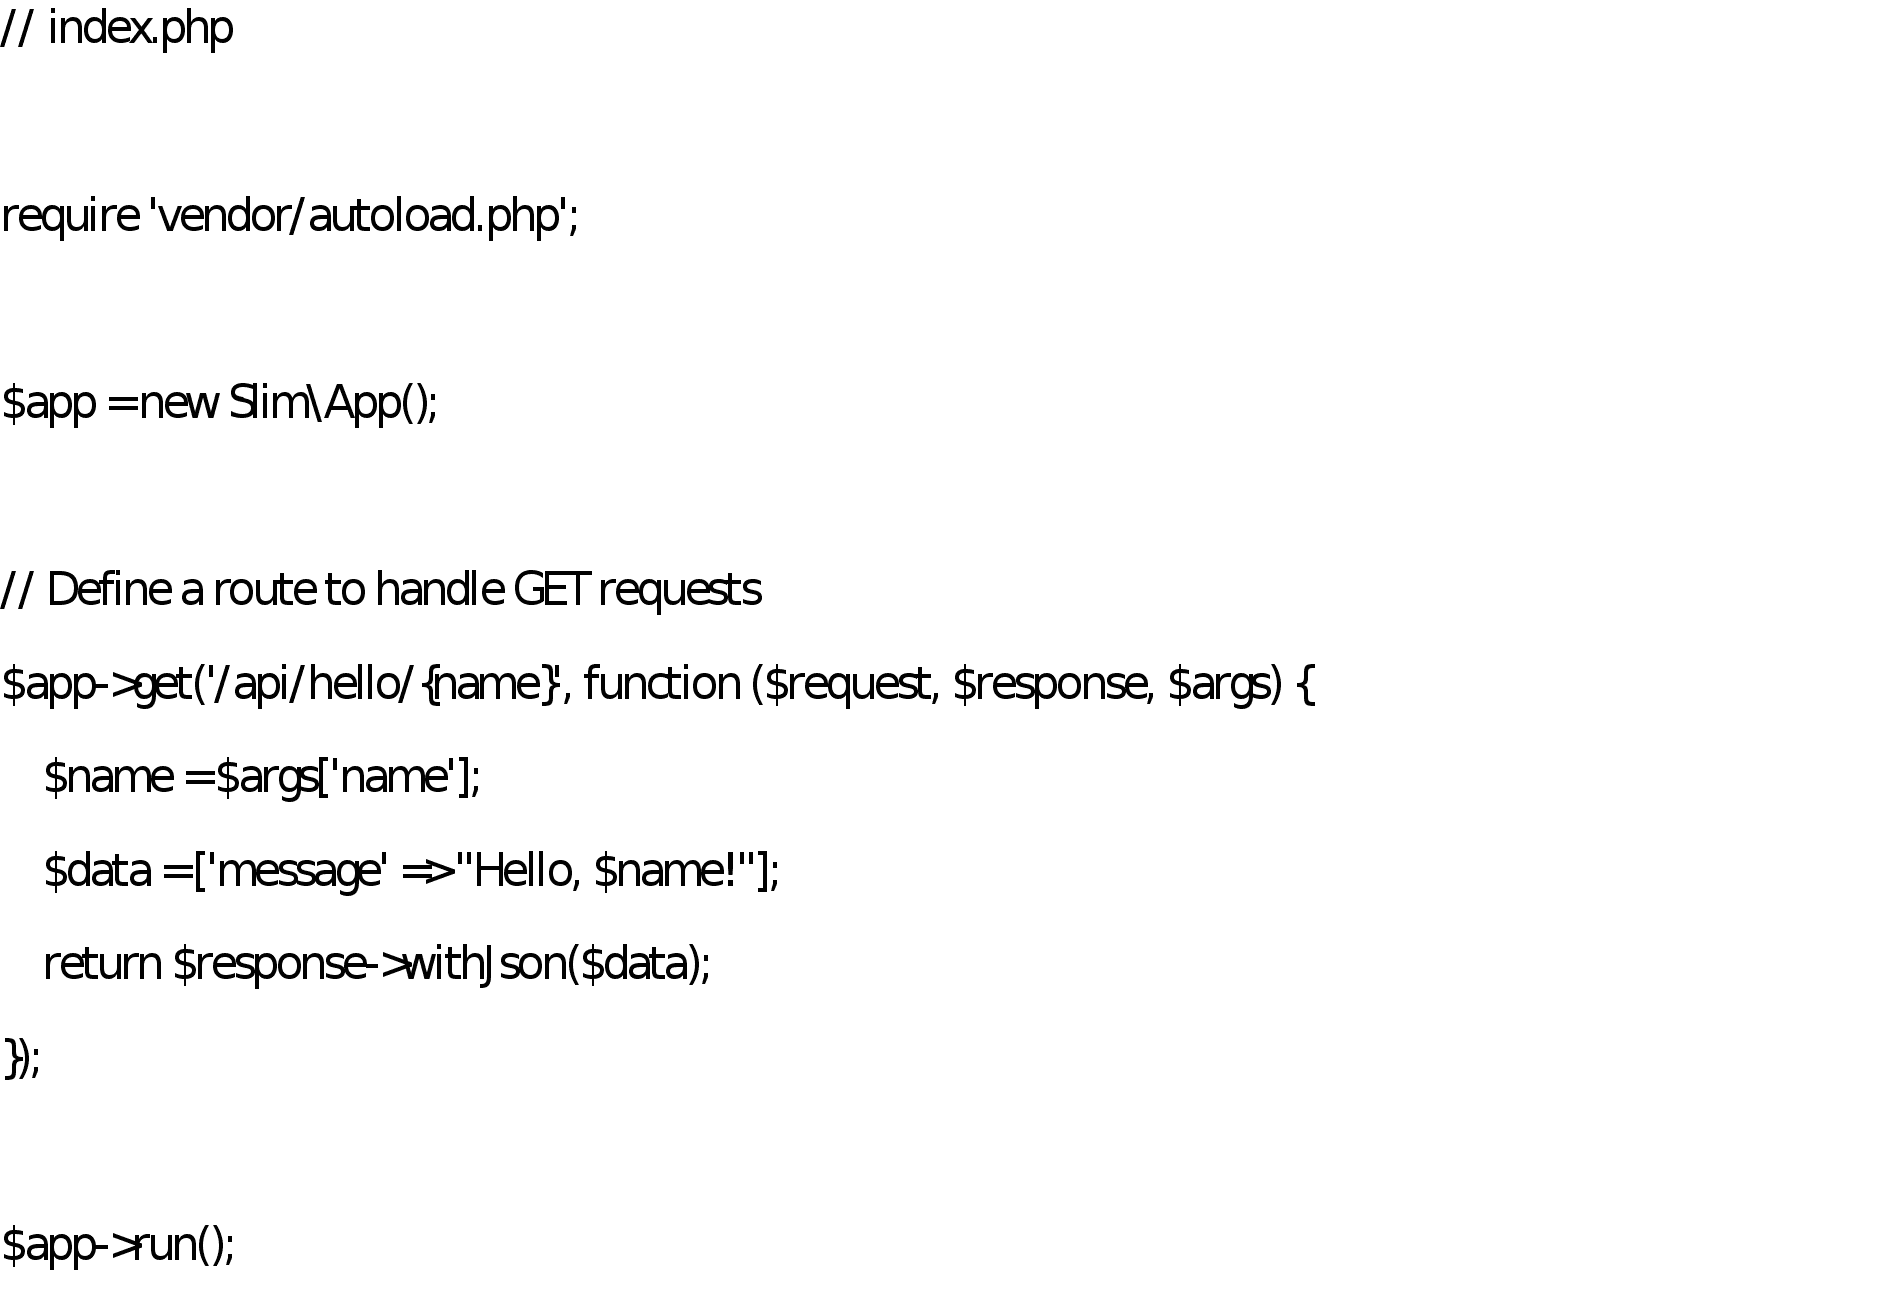 // index.php
require 'vendor/autoload.php';
$app = new Slim\App();
// Define a route to handle GET requests
$app->get('/api/hello/{name}', function ($request, $response, $args) {
    $name = $args['name'];
    $data = ['message' => "Hello, $name!"];
    return $response->withJson($data);
});
$app->run();